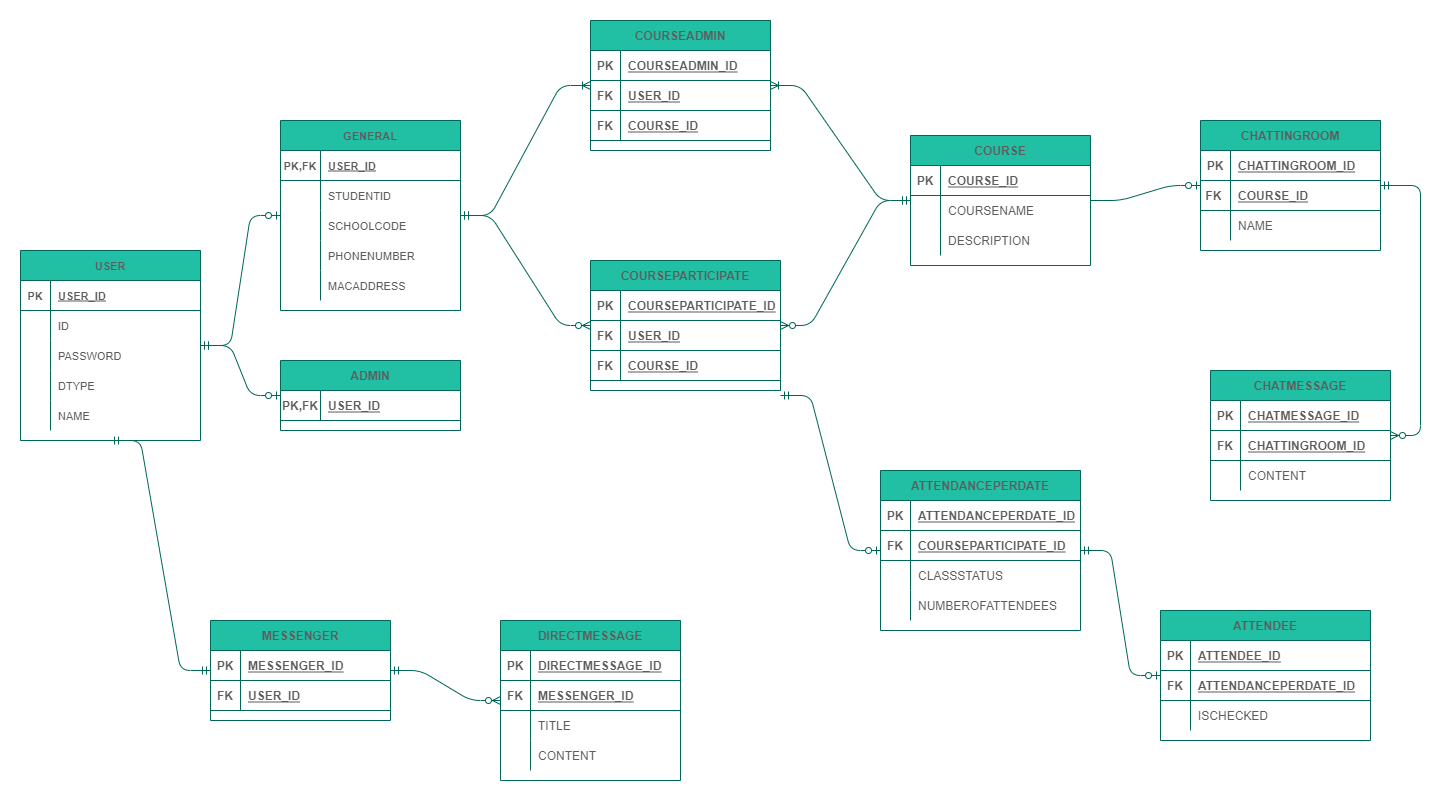 COURSEADMIN
PK COURSEADMIN_ID
FK USER_ID
FK COURSE_ID
GENERAL
PK,FK USER_ID
STUDENTID
SCHOOLCODE
PHONENUMBER
MACADDRESS
COURSE
PK COURSE_ID
COURSENAME
DESCRIPTION
CHATTINGROOM
PK CHATTINGROOM_ID
FK COURSE_ID
NAME
USER
PK USER_ID
ID
PASSWORD
DTYPE
NAME
COURSEPARTICIPATE
PK COURSEPARTICIPATE_ID
FK USER_ID
FK COURSE_ID
ADMIN
PK,FK USER_ID
CHATMESSAGE
PK CHATMESSAGE_ID
FK CHATTINGROOM_ID
CONTENT
ATTENDANCEPERDATE
PK ATTENDANCEPERDATE_ID
FK COURSEPARTICIPATE_ID
CLASSSTATUS
NUMBEROFATTENDEES
MESSENGER
PK MESSENGER_ID
FK USER_ID
DIRECTMESSAGE
PK DIRECTMESSAGE_ID
FK MESSENGER_ID
TITLE
CONTENT
ATTENDEE
PK ATTENDEE_ID
FK ATTENDANCEPERDATE_ID
ISCHECKED